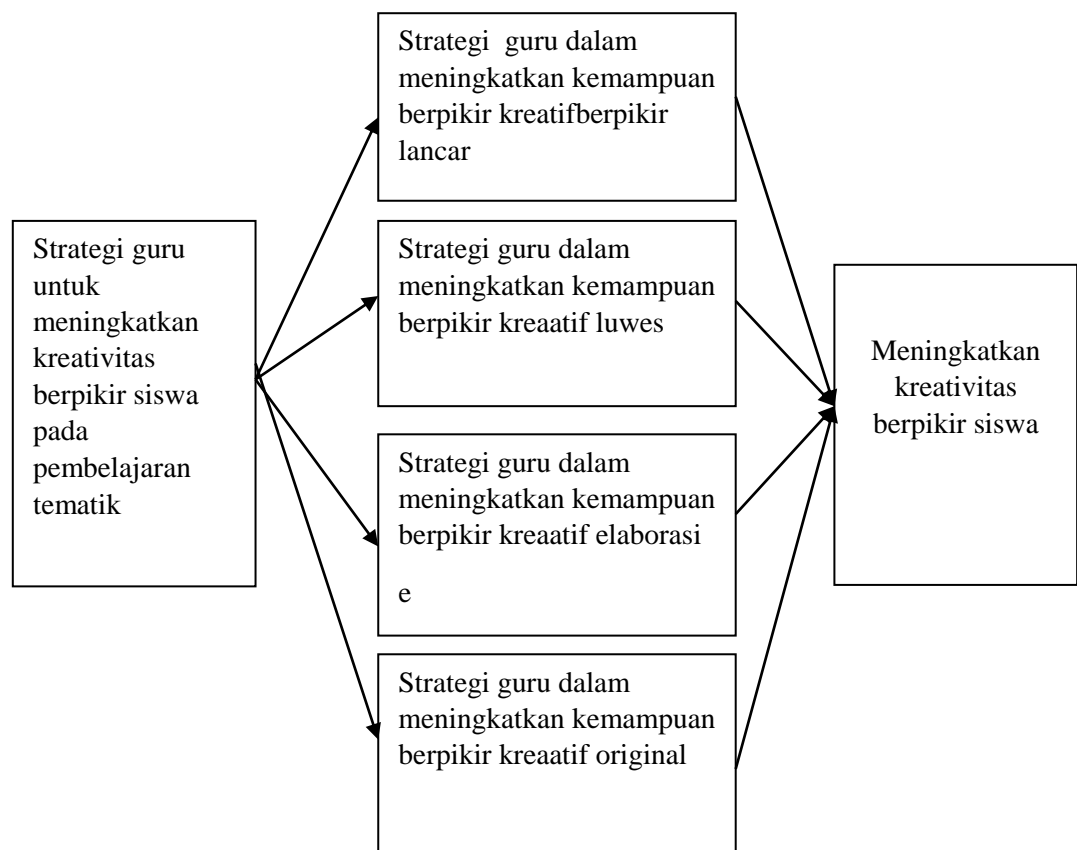 Strategi guru
untuk
meningkatkan
kreativitas
berpikir siswa
pada
pembelajaran
tematik
Strategi  guru dalam
meningkatkan kemampuan
berpikir kreatifberpikir
lancar
Strategi guru dalam
meningkatkan kemampuan
berpikir kreaatif luwes
Strategi guru dalam
meningkatkan kemampuan
berpikir kreaatif elaborasi
e
Strategi guru dalam
meningkatkan kemampuan
berpikir kreaatif original
Meningkatkan
kreativitas
berpikir siswa